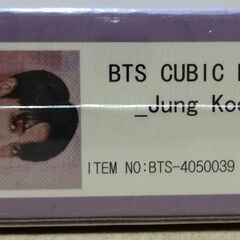 BTS CUBIC
_Jung
ITEM NO:BTS-4050039